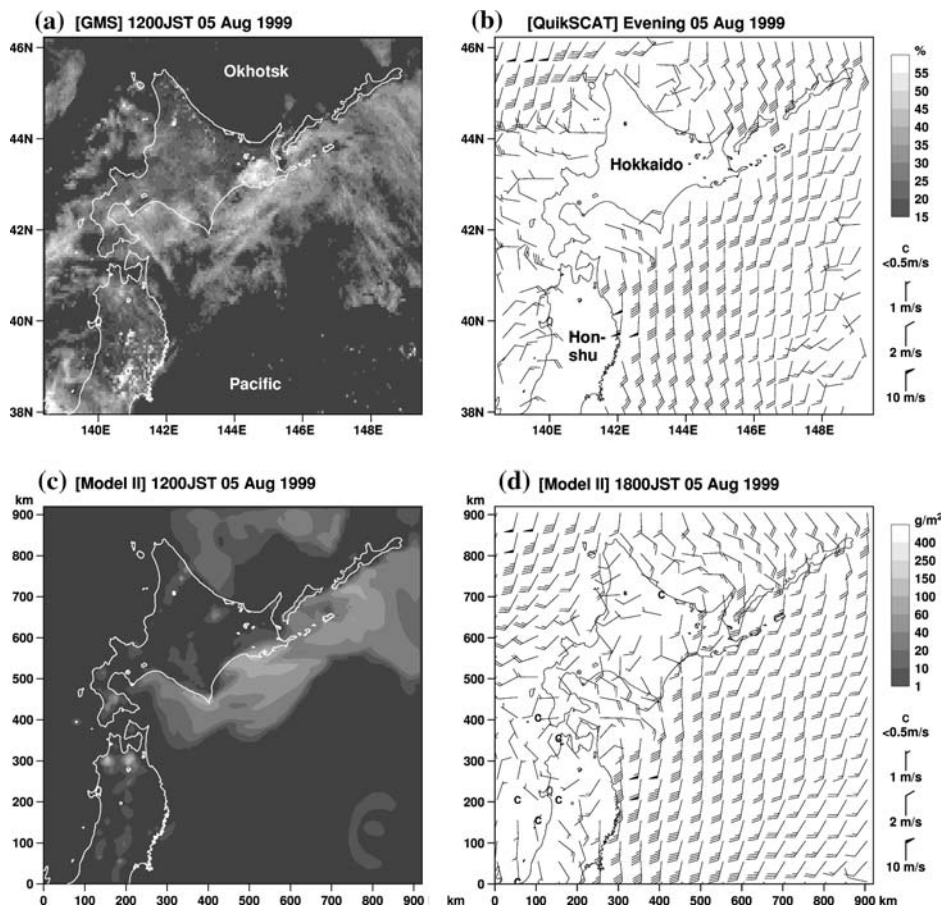 (a) [GMS] 1200JST 05 Aug 1999
46N
44N
42N
40N
38N
140E 142E 144E 146E 148E
Okhotsk
Pacific
(b) [QuikSCAT] Evening 05 Aug 1999
46N
44N
42N
40N
38N
140E 142E 144E 146E 148E
Hokkaido
Hon-
shu
%
55
50
45
40
35
30
25
20
15
C
<0.5m/s
1 m/s
2 m/s
10 m/s
(c) [Model II] 1200JST 05 Aug 1999
km
900
800
700
600
500
400
300
200
100
0
0 100 200 300 400 500 600 700 800 900 km
(d) [Model II] 1800JST 05 Aug 1999
km
900
800
700
600
500
400
300
200
100
0
0 100 200 300 400 500 600 700 800 900 km
C
C
C
C
C
C
C
g/m²
400
250
150
100
60
40
20
10
1
C
<0.5m/s
1 m/s
2 m/s
10 m/s